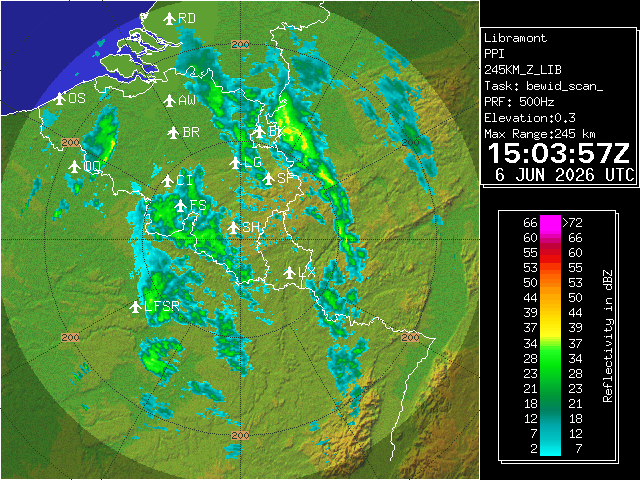 RD
200
OS
AW
BR
200
OO
LG
CI
SP
FS
SH
LX
LFSR
200
200
200
Libramont
PPI
245KM_Z_LIB
Task: bewid_scan_
PRF: 500Hz
Elevation:0.3
Max Range:245 km
15:03:57Z
6 JUN 2026 UTC
66 >72
60 66
55 60
53 55
50 53
44 50
42 44
39 42
37 39
34 37
28 34
23 28
21 23
18 21
12 18
7 12
2 7
Reflectivity in dBZ